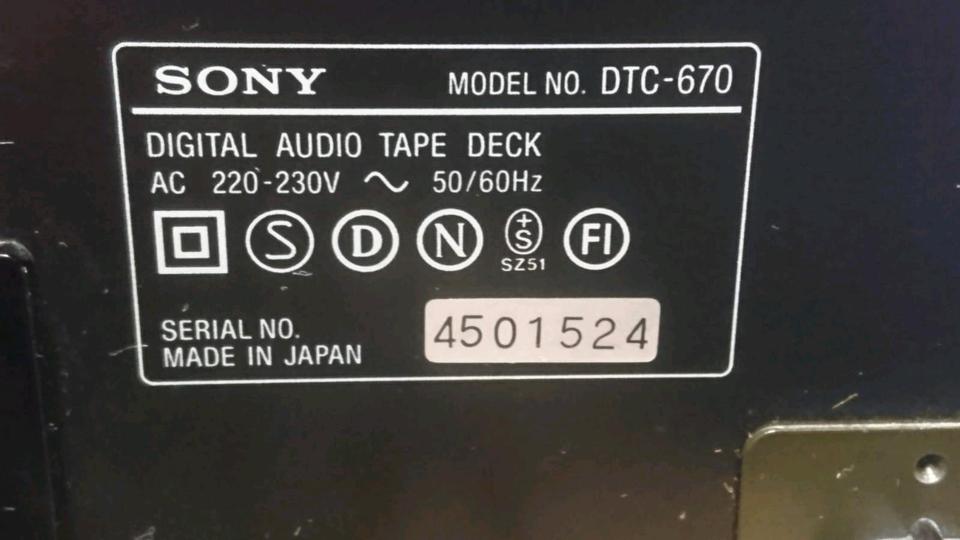 SONY MODEL NO. DTC-670
DIGITAL AUDIO TAPE DECK
AC 220-230V ~ 50/60Hz
S D N +S FI
SZ51
SERIAL NO. 4501524
MADE IN JAPAN